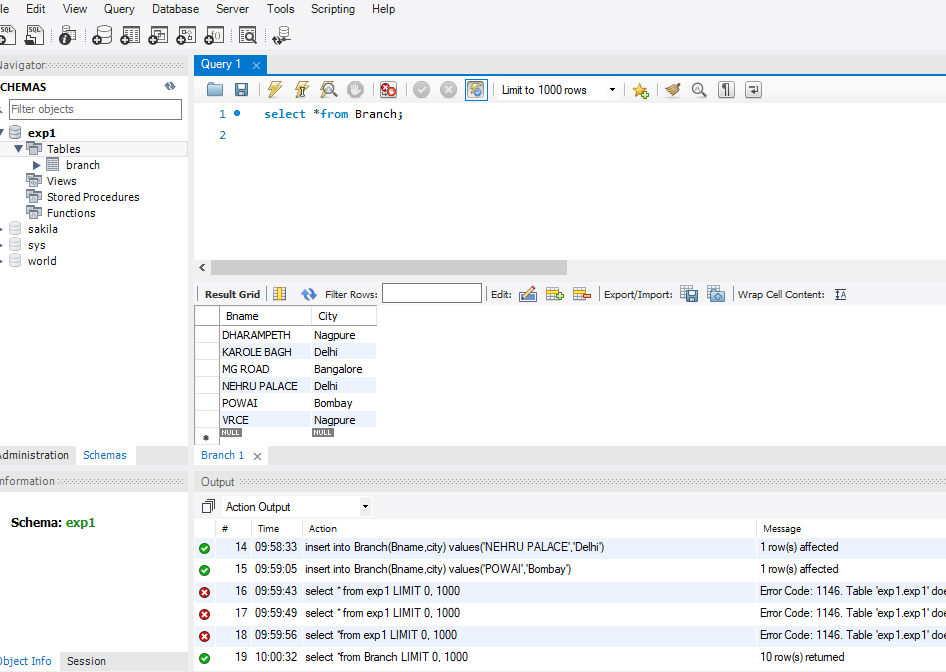 le Edit View Query Database Server Tools Scripting Help
Navigator
Query 1
CHEMAS
Limit to 1000 rows
Filter objects
1 select *from Branch;
2
exp1
Tables
branch
Views
Stored Procedures
Functions
sakila
sys
world
Result Grid Filter Rows: Edit: Export/Import: Wrap Cell Content:
Bname City
DHARAMPETH Nagpure
KAROLE BAGH Delhi
MG ROAD Bangalore
NEHRU PALACE Delhi
POWAI Bombay
VRCE Nagpure
NULL NULL
Administration Schemas
Branch 1
nformation
Output
Action Output
Schema: exp1
# Time Action Message
14 09:58:33 insert into Branch(Bname,city) values('NEHRU PALACE','Delhi') 1 row(s) affected
15 09:59:05 insert into Branch(Bname,city) values('POWAI','Bombay') 1 row(s) affected
16 09:59:43 select * from exp1 LIMIT 0, 1000 Error Code: 1146. Table 'exp1.exp1' doe
17 09:59:49 select * from exp1 LIMIT 0, 1000 Error Code: 1146. Table 'exp1.exp1' doe
18 09:59:56 select *from exp1 LIMIT 0, 1000 Error Code: 1146. Table 'exp1.exp1' doe
19 10:00:32 select *from Branch LIMIT 0, 1000 10 row(s) returned
Object Info Session